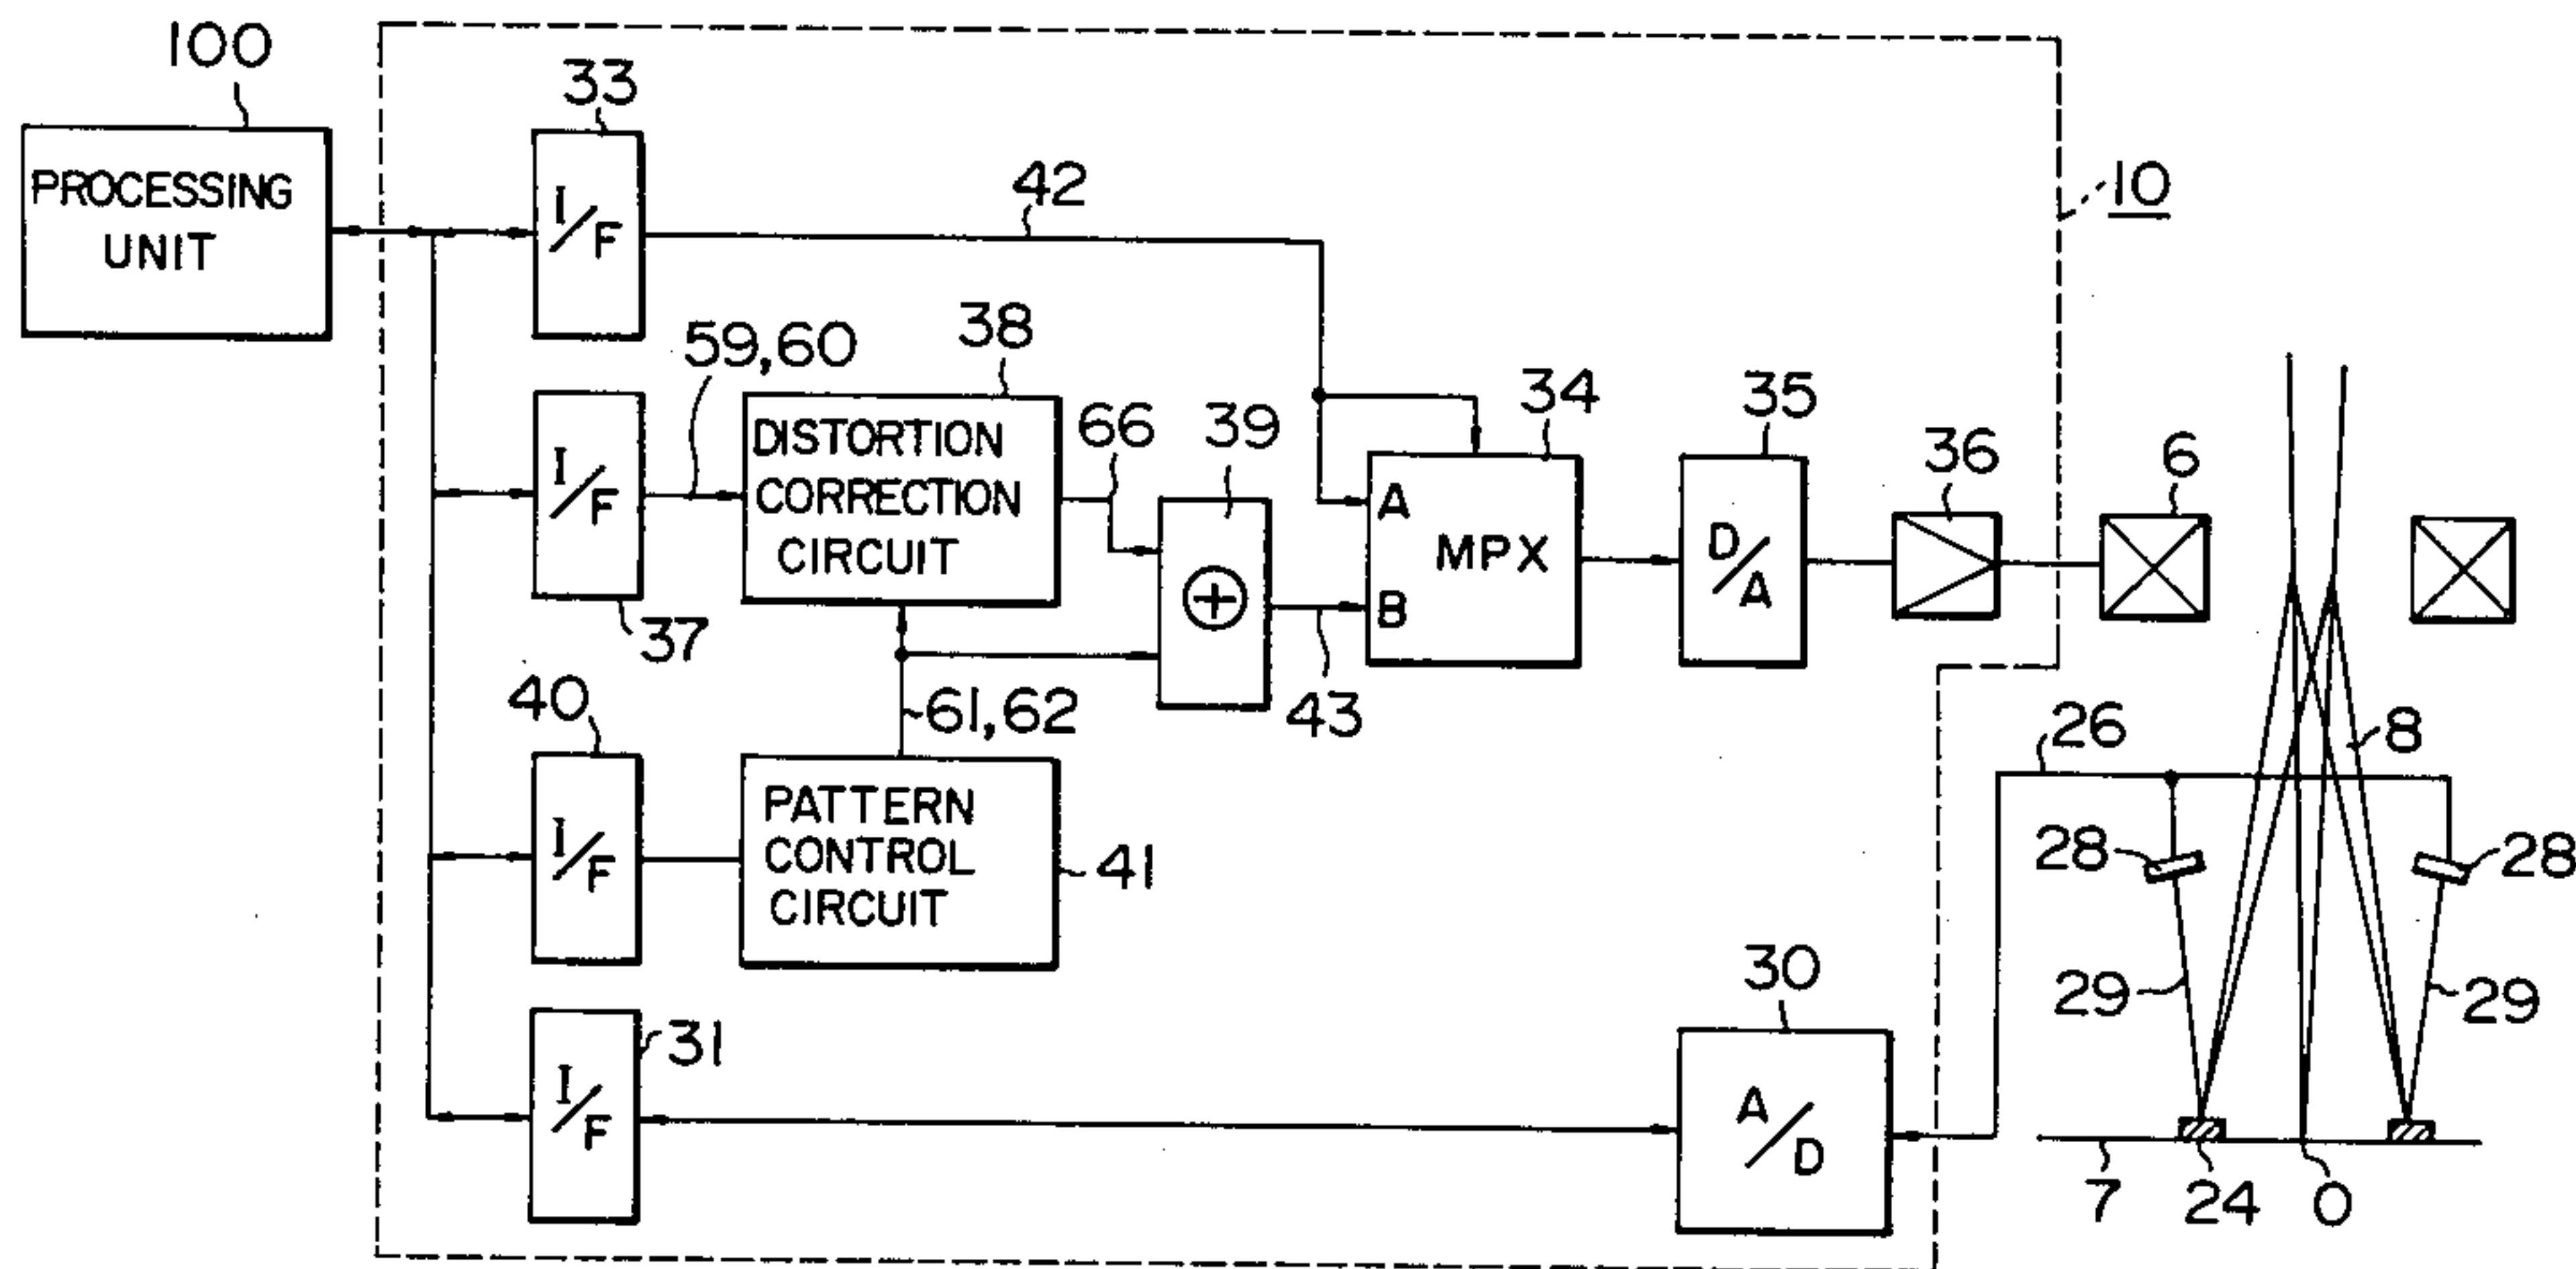 100
PROCESSING
UNIT
33
I/F
42
10
59,60
38
DISTORTION
CORRECTION
CIRCUIT
66
39
34
35
36
6
I/F
37
A
MPX
B
D/A
43
61,62
40
I/F
PATTERN
CONTROL
CIRCUIT
41
26
8
28
28
29
29
31
I/F
30
A/D
7
24
0